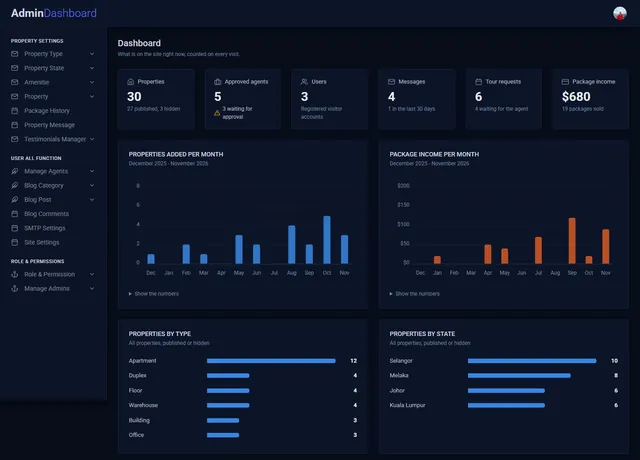 AdminDashboard
PROPERTY SETTINGS
Property Type
Property State
Amenitie
Property
Package History
Property Message
Testimonials Manager
USER ALL FUNCTION
Manage Agents
Blog Category
Blog Post
Blog Comments
SMTP Settings
Site Settings
ROLE & PERMISSIONS
Role & Permission
Manage Admins
Dashboard
What is on the site right now, counted on every visit.
Properties
30
27 published, 3 hidden
Approved agents
5
3 waiting for
approval
Users
3
Registered visitor
accounts
Messages
4
1 in the last 30 days
Tour requests
6
4 waiting for the agent
Package income
$680
19 packages sold
PROPERTIES ADDED PER MONTH
December 2025 - November 2026
8
6
4
2
0
Dec Jan Feb Mar Apr May Jun Jul Aug Sep Oct Nov
Show the numbers
PACKAGE INCOME PER MONTH
December 2025 - November 2026
$200
$150
$100
$50
$0
Dec Jan Feb Mar Apr May Jun Jul Aug Sep Oct Nov
Show the numbers
PROPERTIES BY TYPE
All properties, published or hidden
Apartment 12
Duplex 4
Floor 4
Warehouse 4
Building 3
Office 3
PROPERTIES BY STATE
All properties, published or hidden
Selangor 10
Melaka 8
Johor 6
Kuala Lumpur 6